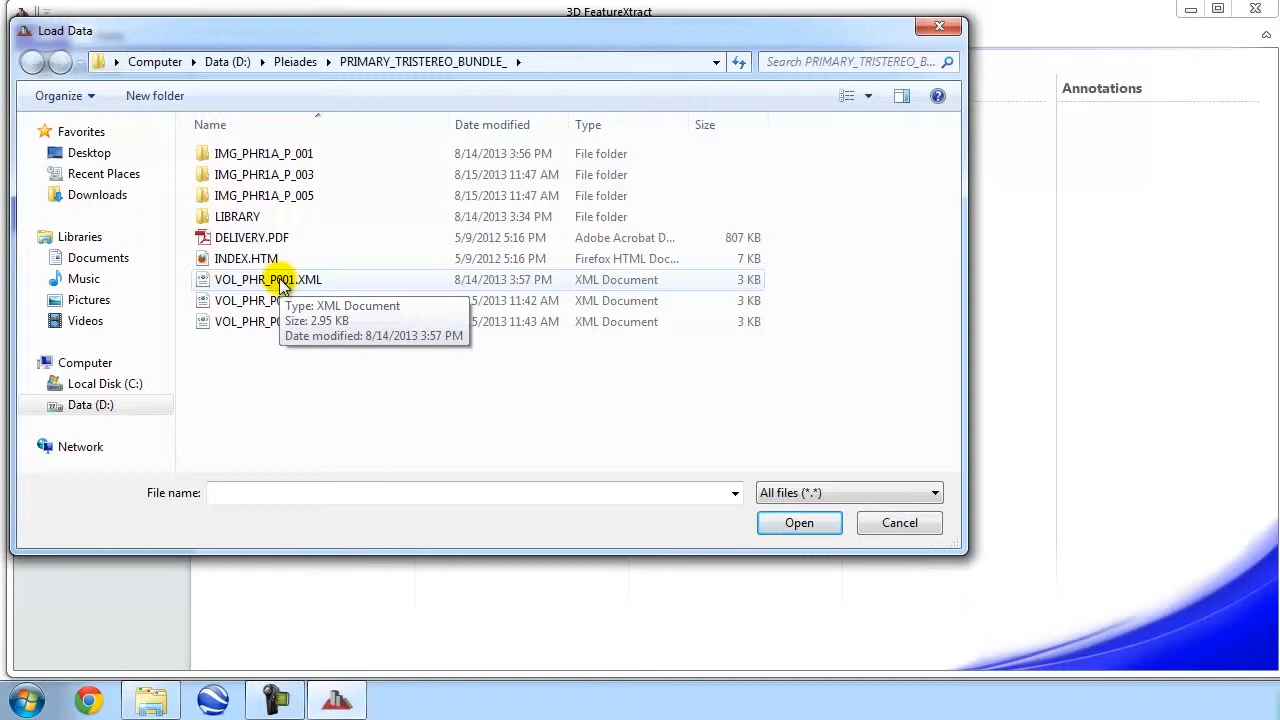 3D FeatureXtract
Load Data
Computer Data (D:) Pleiades PRIMARY_TRISTEREO_BUNDLE_
Search PRIMARY_TRISTEREO_B...
Organize New folder
Annotations
Name Date modified Type Size
Favorites
Desktop
Recent Places
Downloads
Libraries
Documents
Music
Pictures
Videos
Computer
Local Disk (C:)
Data (D:)
Network
IMG_PHR1A_P_001 8/14/2013 3:56 PM File folder
IMG_PHR1A_P_003 8/15/2013 11:47 AM File folder
IMG_PHR1A_P_005 8/15/2013 11:47 AM File folder
LIBRARY 8/14/2013 3:34 PM File folder
DELIVERY.PDF 5/9/2012 5:16 PM Adobe Acrobat D... 807 KB
INDEX.HTM 5/9/2012 5:16 PM Firefox HTML Doc... 7 KB
VOL_PHR_P001.XML 8/14/2013 3:57 PM XML Document 3 KB
11:42 AM XML Document 3 KB
11:43 AM XML Document 3 KB
Type: XML Document
Size: 2.95 KB
Date modified: 8/14/2013 3:57 PM
File name: All files (*.*)
Open Cancel